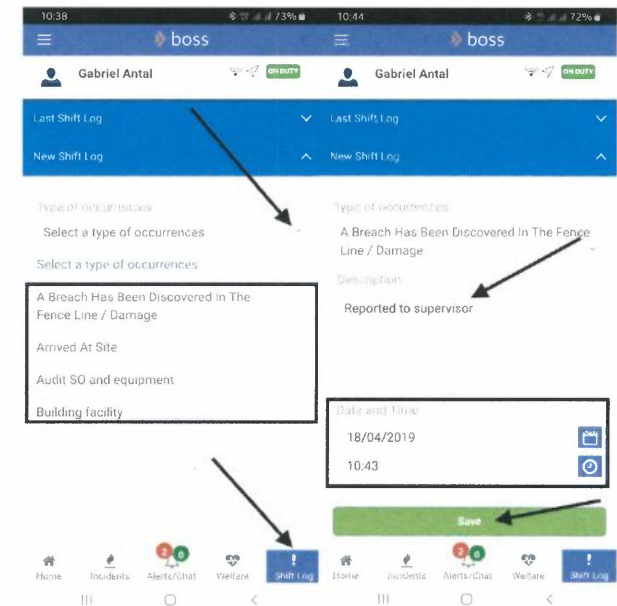 10:38
73%
boss
Gabriel Antal
ON DUTY
Last Shift Log
New Shift Log
Type of occurrences
Select a type of occurrences
Select a type of occurrences
A Breach Has Been Discovered In The
Fence Line / Damage
Arrived At Site
Audit SO and equipment
Building facility
2 0
Home Incidents Alerts/Chat Welfare Shift Log
10:44
72%
boss
Gabriel Antal
ON DUTY
Last Shift Log
New Shift Log
Type of occurrences
A Breach Has Been Discovered In The Fence
Line / Damage
Description
Reported to supervisor
Date and Time
18/04/2019
10:43
Save
2 0
Home Incidents Alerts/Chat Welfare Shift Log